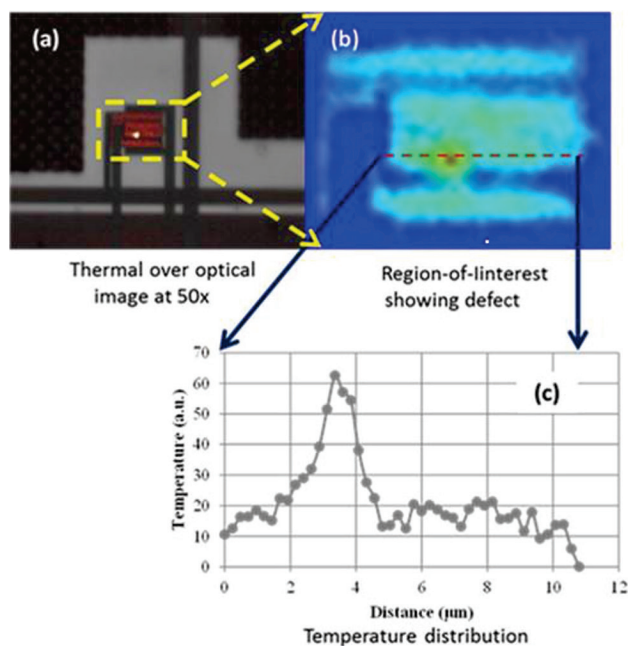 (a)
(b)
Thermal over optical
image at 50x
Region-of-Iinterest
showing defect
(c)
Temperature (a.u.)
70
60
50
40
30
20
10
0
0 2 4 6 8 10 12
Distance (µm)
Temperature distribution